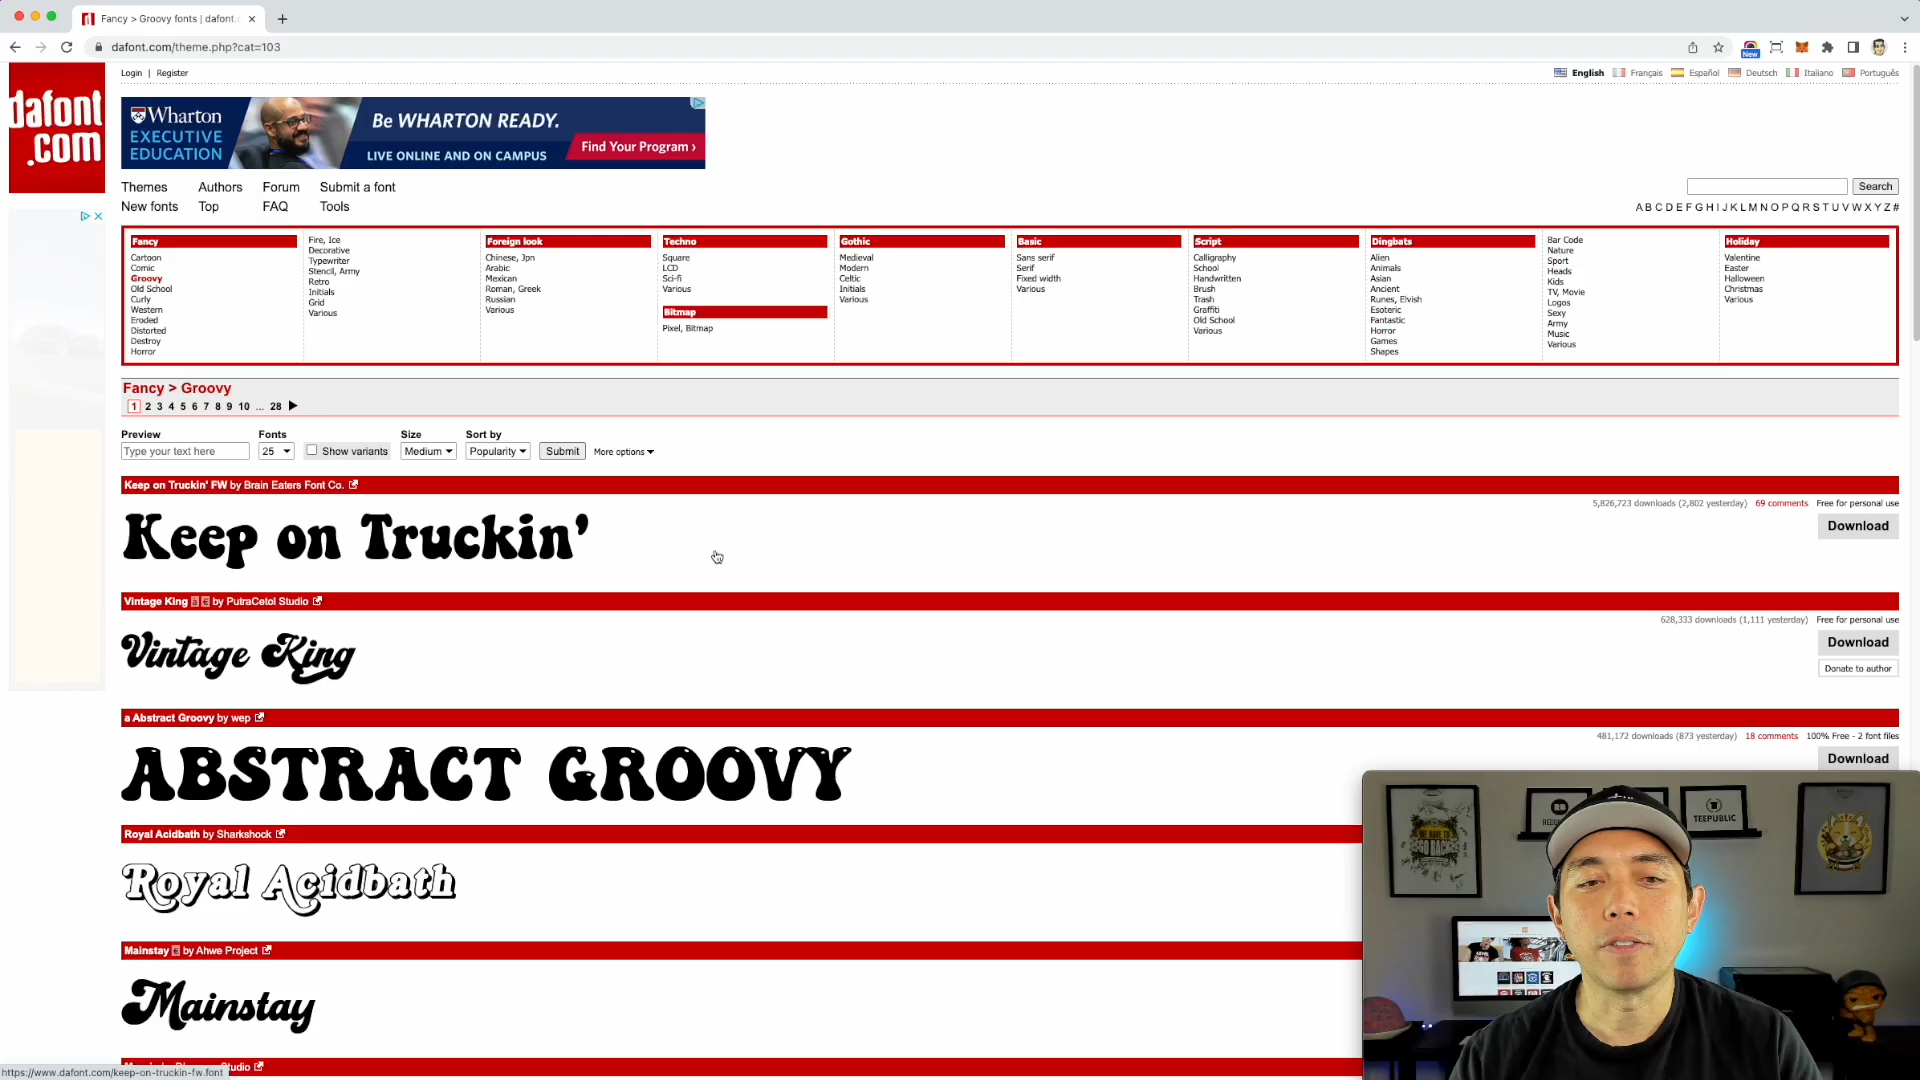 Fancy > Groovy fonts | dafont.c
dafont.com/theme.php?cat=103
New
dafont
.com
Login | Register
English Français Español Deutsch Italiano Português
Wharton
EXECUTIVE
EDUCATION
Be WHARTON READY.
LIVE ONLINE AND ON CAMPUS
Find Your Program ›
Themes Authors Forum Submit a font
New fonts Top FAQ Tools
Search
A B C D E F G H I J K L M N O P Q R S T U V W X Y Z #
Fancy
Cartoon
Comic
Groovy
Old School
Curly
Western
Eroded
Distorted
Destroy
Horror
Fire, Ice
Decorative
Typewriter
Stencil, Army
Retro
Initials
Grid
Various
Foreign look
Chinese, Jpn
Arabic
Mexican
Roman, Greek
Russian
Various
Techno
Square
LCD
Sci-fi
Various
Bitmap
Pixel, Bitmap
Gothic
Medieval
Modern
Celtic
Initials
Various
Basic
Sans serif
Serif
Fixed width
Various
Script
Calligraphy
School
Handwritten
Brush
Trash
Graffiti
Old School
Various
Dingbats
Alien
Animals
Asian
Ancient
Runes, Elvish
Esoteric
Fantastic
Horror
Games
Shapes
Bar Code
Nature
Sport
Heads
Kids
TV, Movie
Logos
Sexy
Army
Music
Various
Holiday
Valentine
Easter
Halloween
Christmas
Various
Fancy > Groovy
1 2 3 4 5 6 7 8 9 10 ... 28
Preview Fonts Size Sort by
Type your text here 25 Show variants Medium Popularity Submit More options
Keep on Truckin' FW by Brain Eaters Font Co.
5,826,723 downloads (2,802 yesterday) 69 comments Free for personal use
Keep on Truckin'
Download
Vintage King à € by PutraCetol Studio
628,333 downloads (1,111 yesterday) Free for personal use
Vintage King
Download
Donate to author
a Abstract Groovy by wep
481,172 downloads (873 yesterday) 18 comments 100% Free - 2 font files
ABSTRACT GROOVY
Download
Royal Acidbath by Sharkshock
Royal Acidbath
Mainstay € by Ahwe Project
Mainstay
TEEPUBLIC
https://www.dafont.com/keep-on-truckin-fw.font